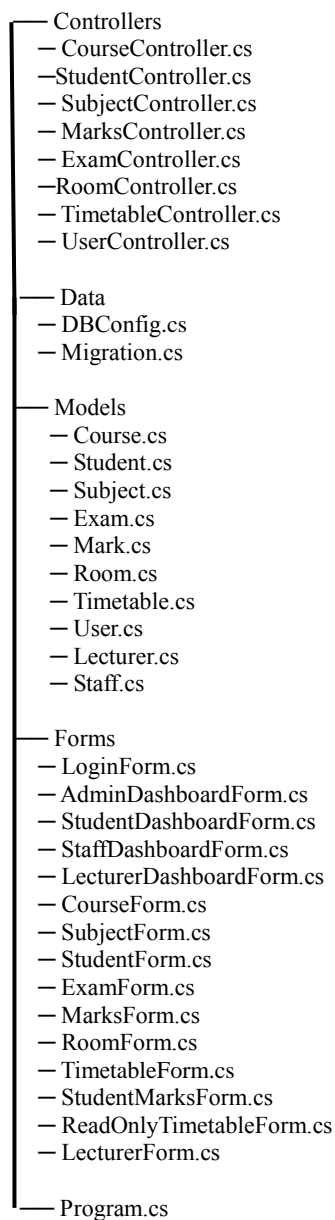 Controllers
CourseController.cs
StudentController.cs
SubjectController.cs
MarksController.cs
ExamController.cs
RoomController.cs
TimetableController.cs
UserController.cs
Data
DBConfig.cs
Migration.cs
Models
Course.cs
Student.cs
Subject.cs
Exam.cs
Mark.cs
Room.cs
Timetable.cs
User.cs
Lecturer.cs
Staff.cs
Forms
LoginForm.cs
AdminDashboardForm.cs
StudentDashboardForm.cs
StaffDashboardForm.cs
LecturerDashboardForm.cs
CourseForm.cs
SubjectForm.cs
StudentForm.cs
ExamForm.cs
MarksForm.cs
RoomForm.cs
TimetableForm.cs
StudentMarksForm.cs
ReadOnlyTimetableForm.cs
LecturerForm.cs
Program.cs